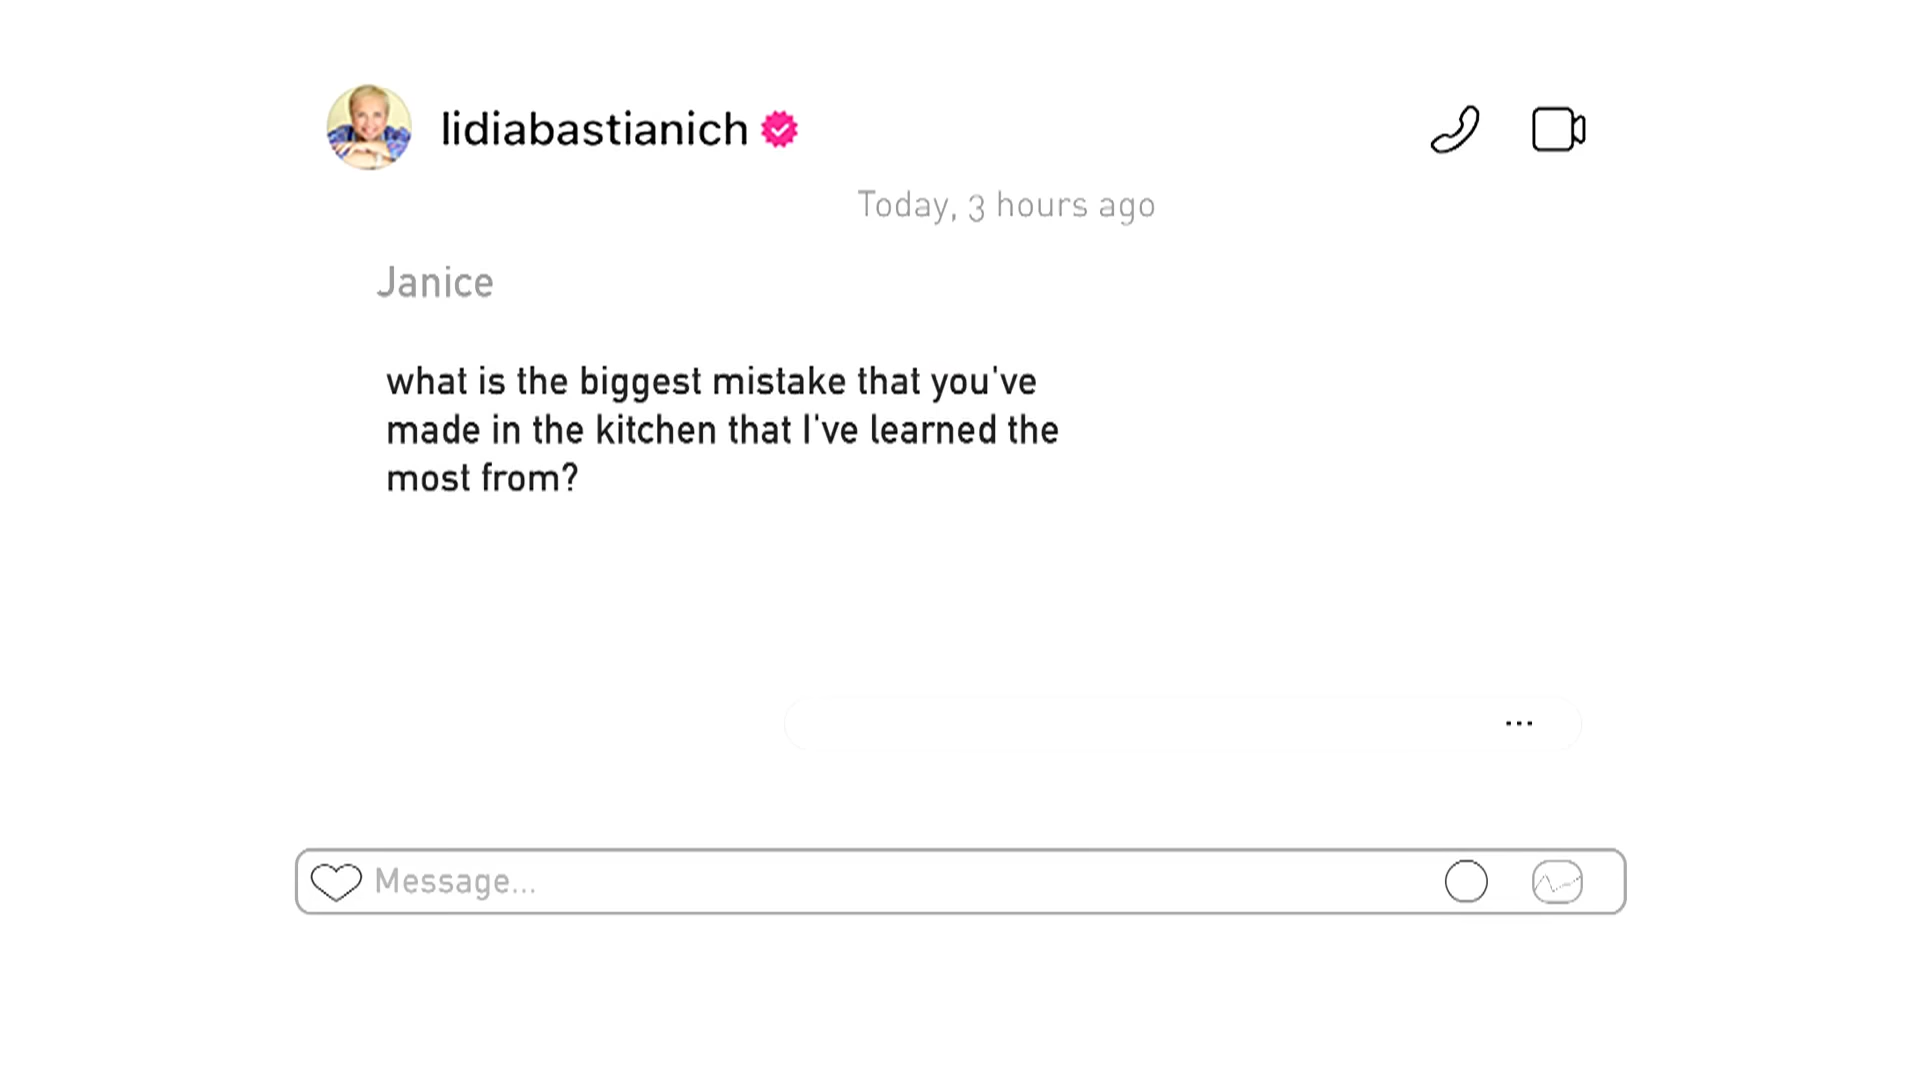 lidiabastianich
Today, 3 hours ago
Janice
what is the biggest mistake that you've
made in the kitchen that I've learned the
most from?
...
Message...